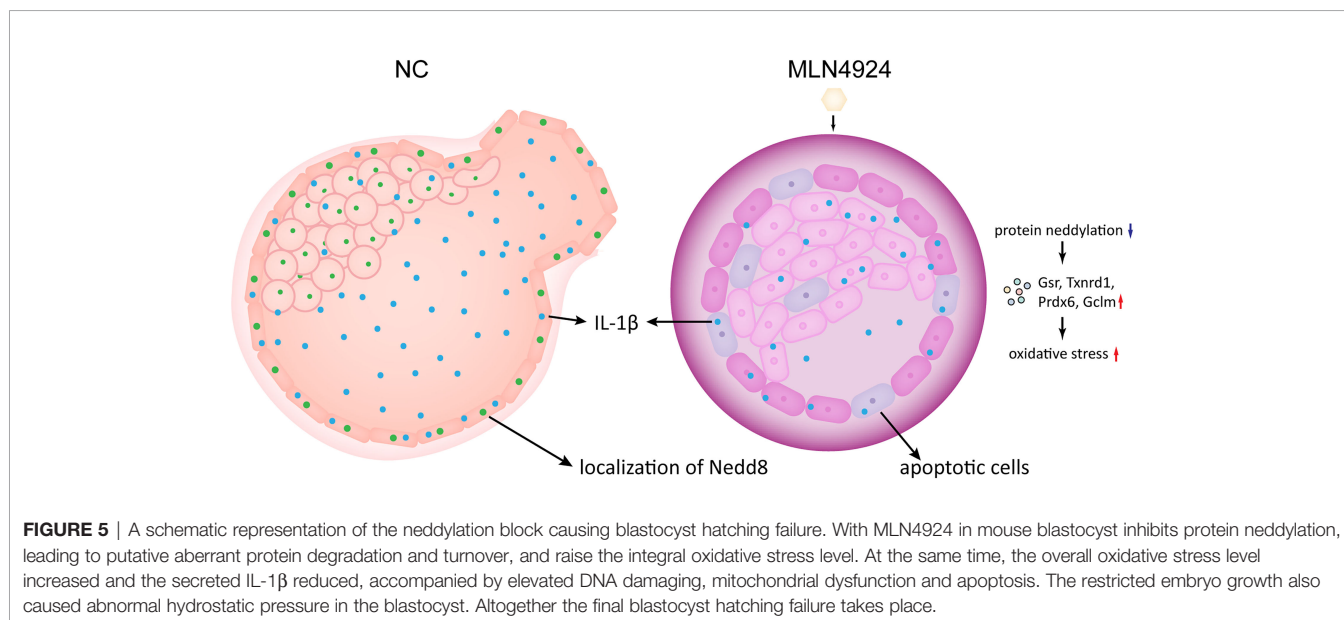 NC
MLN4924
protein neddylation
Gsr, Txnrd1,
Prdx6, Gclm
oxidative stress
IL-1β
localization of Nedd8
apoptotic cells
FIGURE 5 | A schematic representation of the neddylation block causing blastocyst hatching failure. With MLN4924 in mouse blastocyst inhibits protein neddylation,
leading to putative aberrant protein degradation and turnover, and raise the integral oxidative stress level. At the same time, the overall oxidative stress level
increased and the secreted IL-1β reduced, accompanied by elevated DNA damaging, mitochondrial dysfunction and apoptosis. The restricted embryo growth also
caused abnormal hydrostatic pressure in the blastocyst. Altogether the final blastocyst hatching failure takes place.